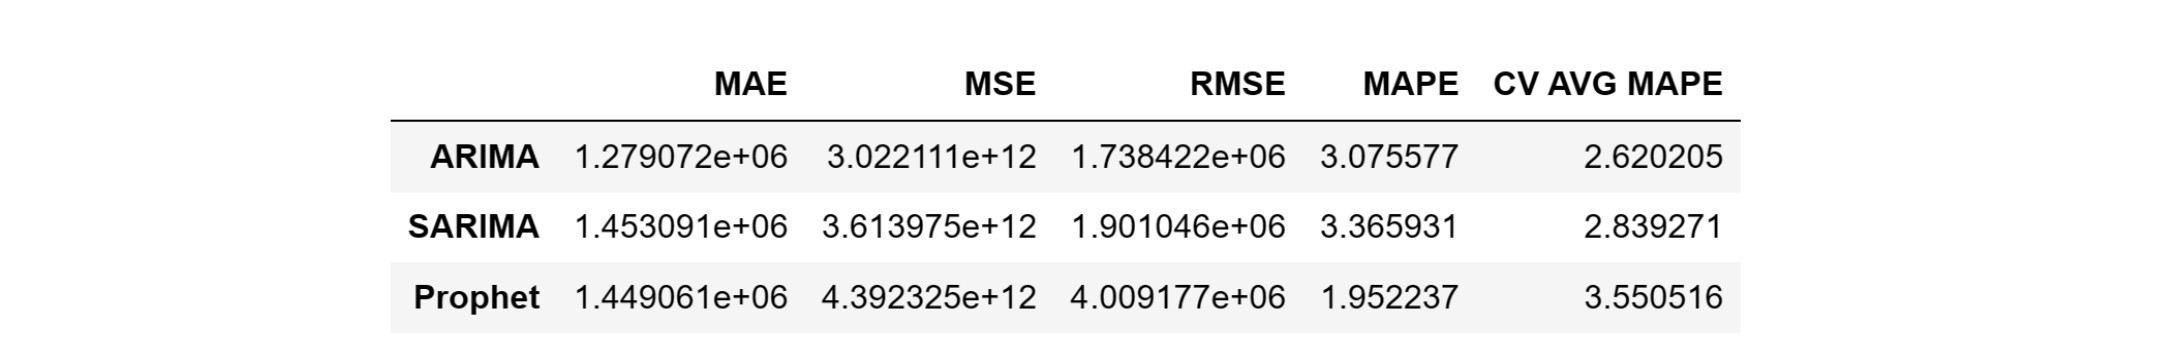 MAE MSE RMSE MAPE CV AVG MAPE
ARIMA 1.279072e+06 3.022111e+12 1.738422e+06 3.075577 2.620205
SARIMA 1.453091e+06 3.613975e+12 1.901046e+06 3.365931 2.839271
Prophet 1.449061e+06 4.392325e+12 4.009177e+06 1.952237 3.550516